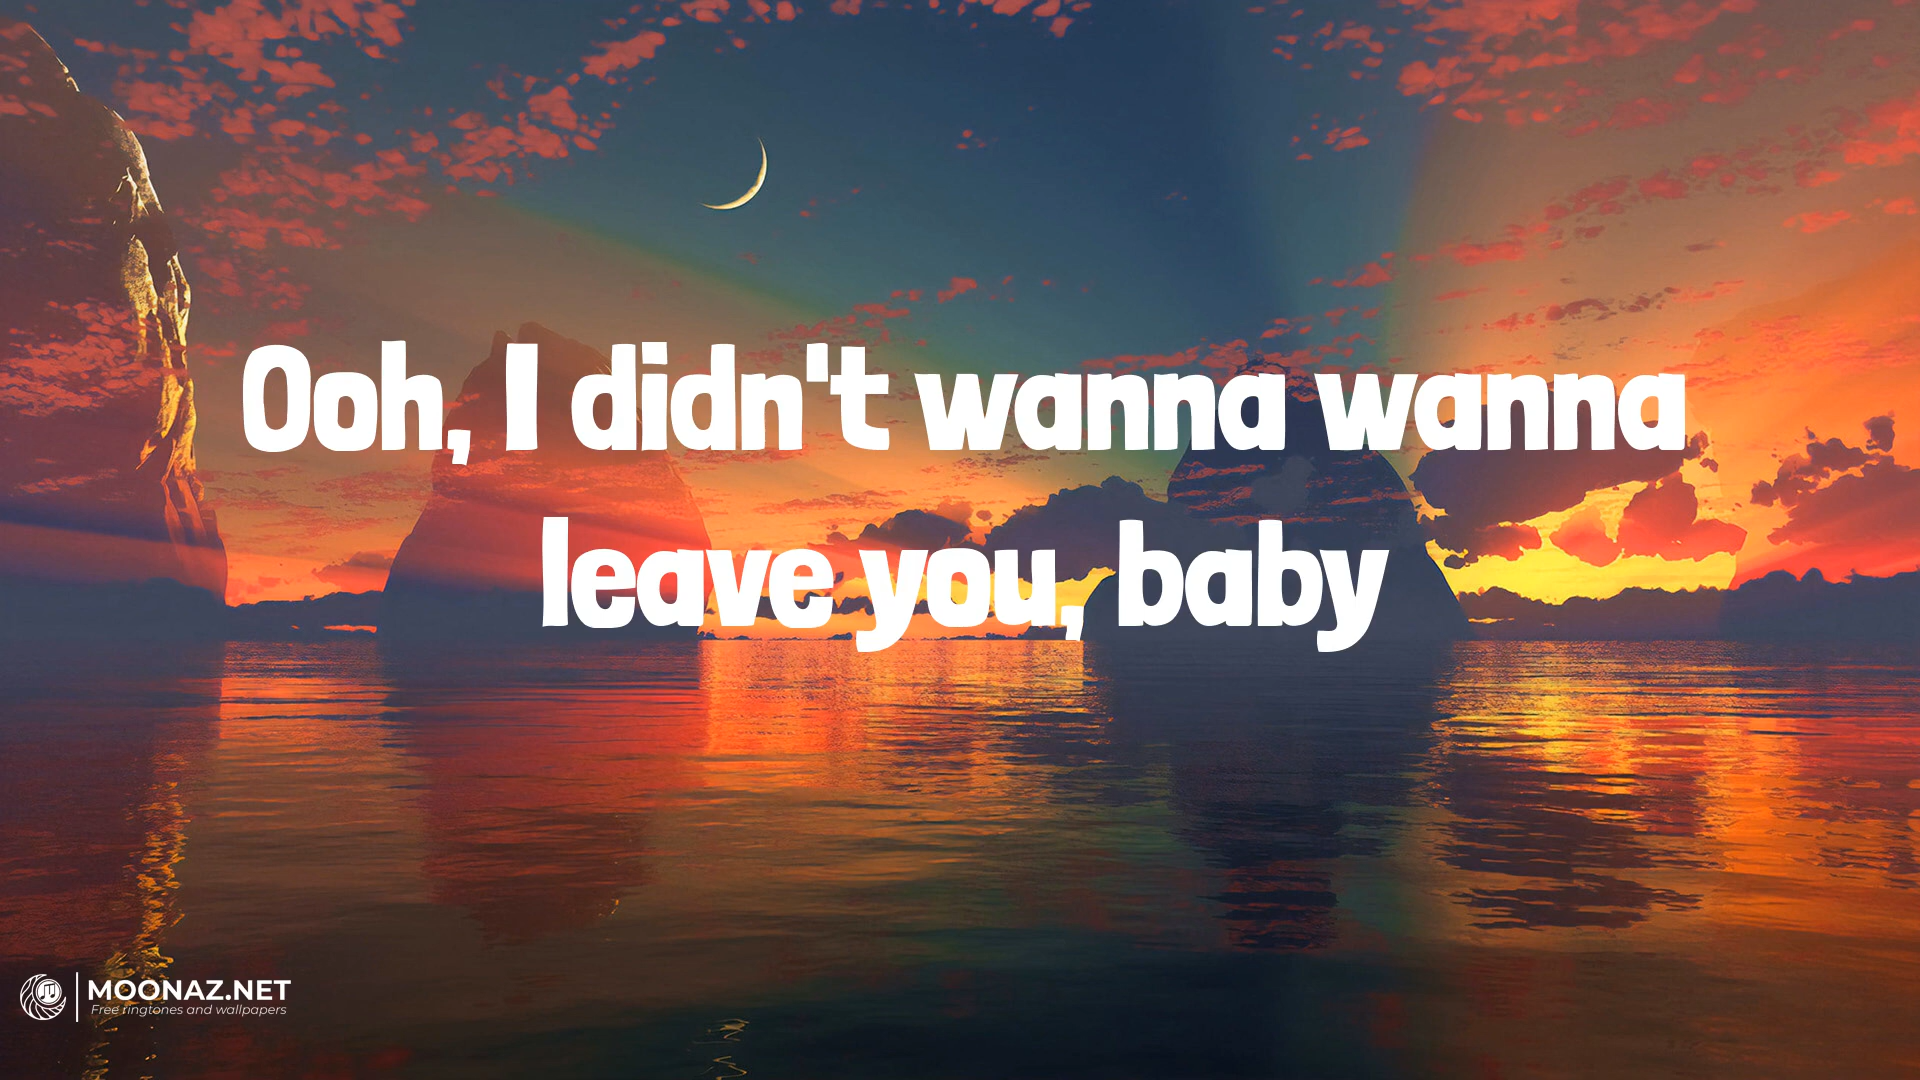 Ooh, I didn't wanna wanna
leave you, baby
MOONAZ.NET
Free ringtones and wallpapers